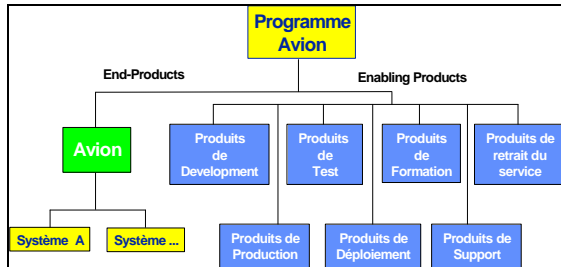 Programme
Avion
End-Products
Enabling Products
Avion
Produits
de
Development
Produits
de
Test
Produits
de
Formation
Produits de
retrait du
service
Système A
Système ...
Produits de
Production
Produits de
Déploiement
Produits de
Support